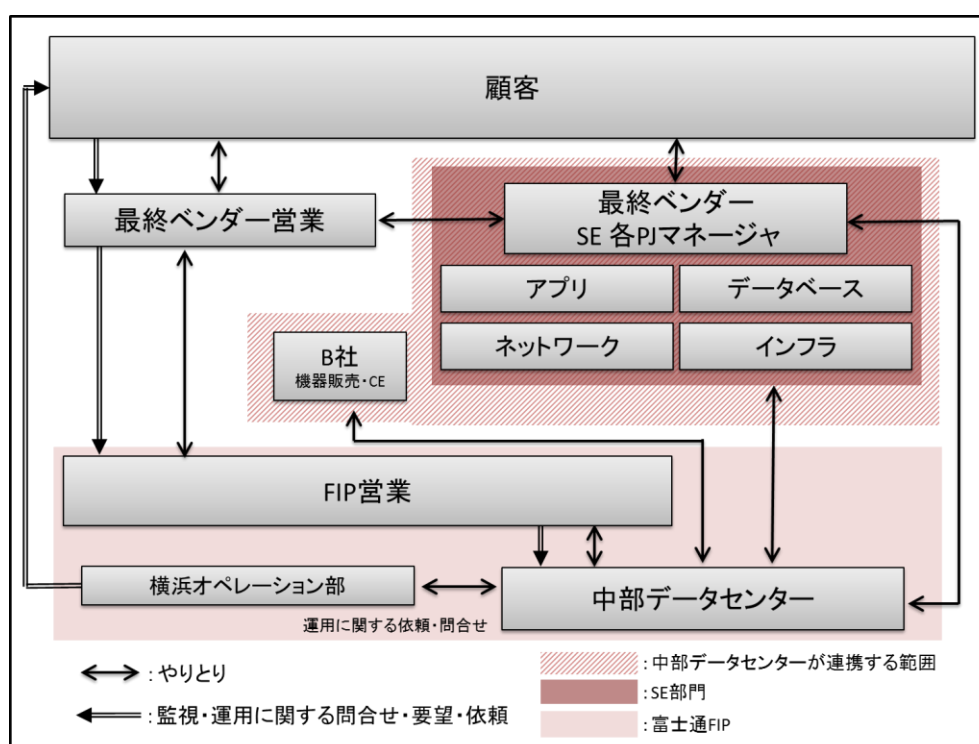 顧客
最終ベンダー営業
最終ベンダー
SE 各PJマネージャ
アプリ
データベース
ネットワーク
インフラ
B社
機器販売・CE
FIP営業
横浜オペレーション部
中部データセンター
運用に関する依頼・問合せ
：やりとり
：監視・運用に関する問合せ・要望・依頼
：中部データセンターが連携する範囲
：SE部門
：富士通FIP